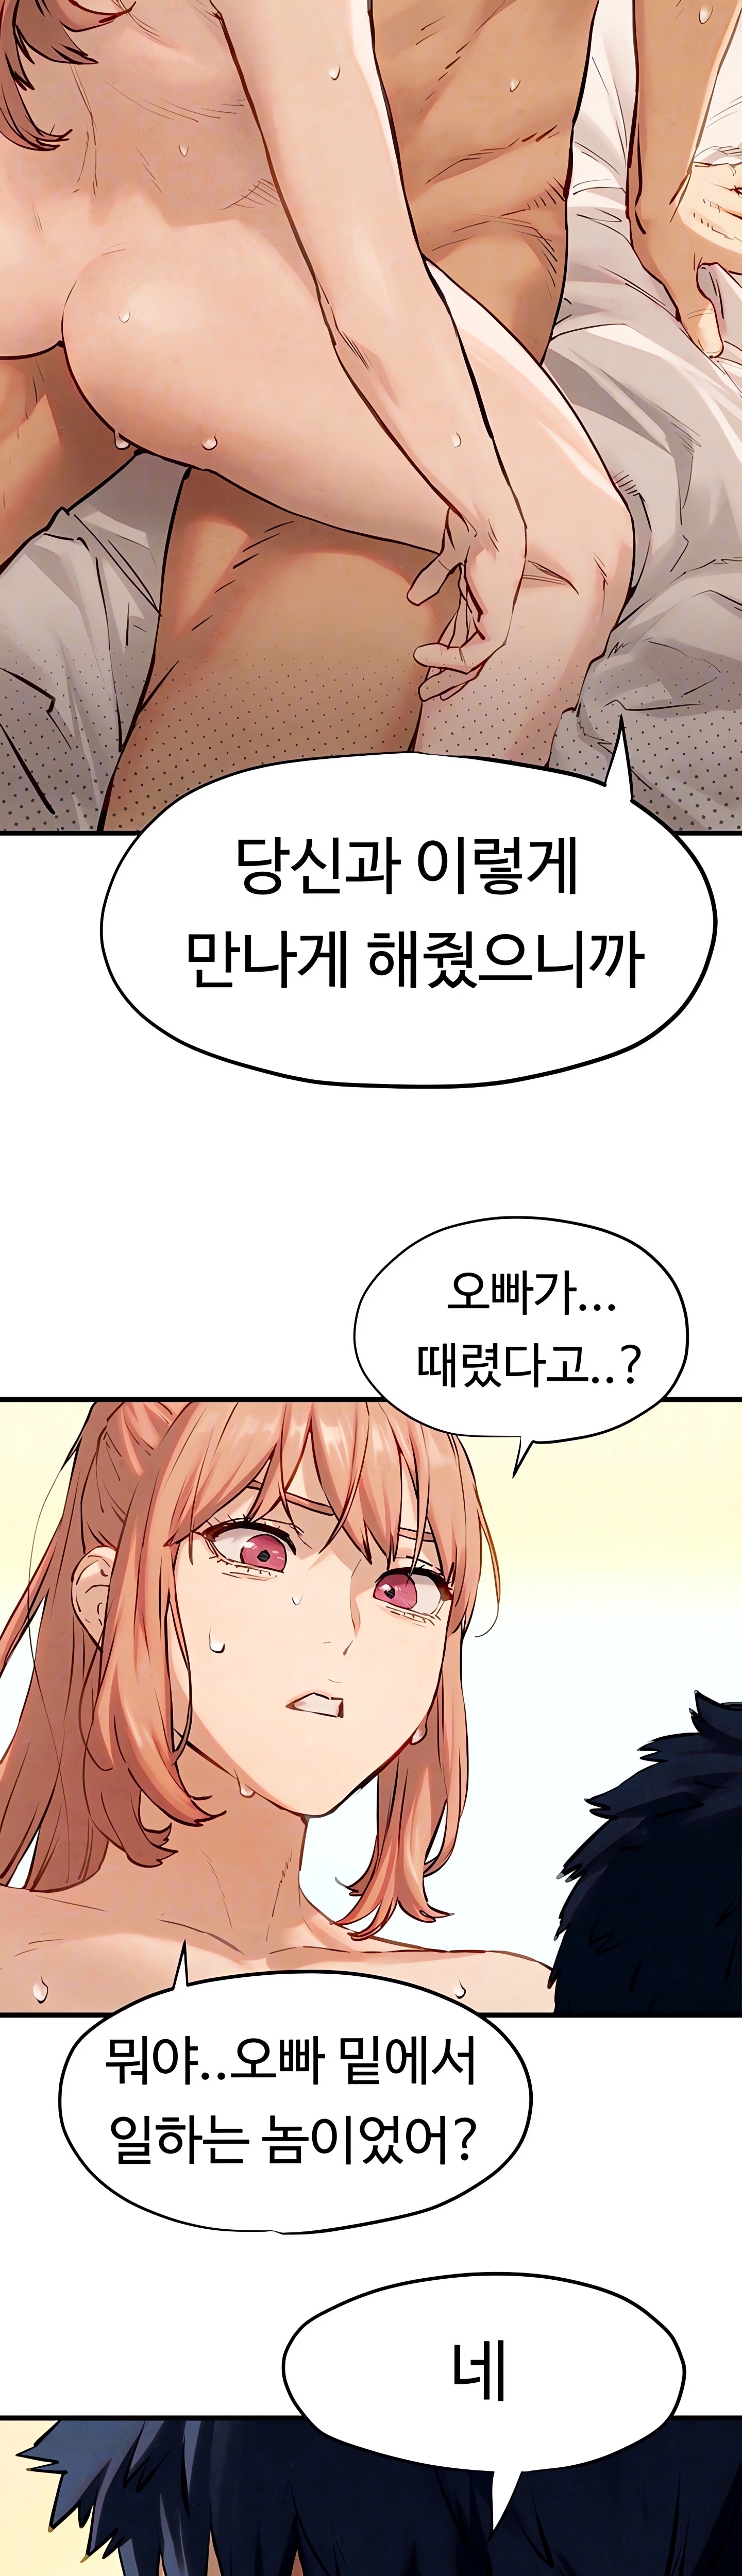 당신과 이렇게
만나게 해줬으니까
오빠가...
때렸다고..?
뭐야..오빠 밑에서
일하는 놈이었어?
네